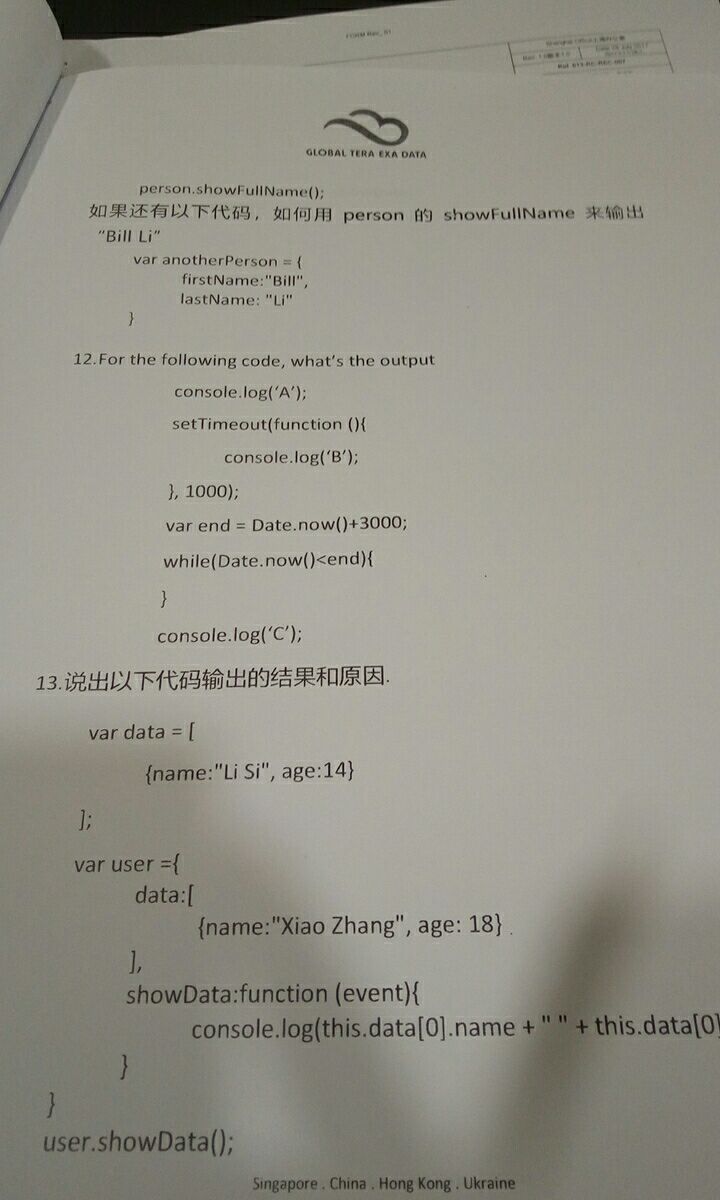 FORM Rec_01
GLOBAL TERA EXA DATA
person.showFullName();
如果还有以下代码，如何用 person 的 showFullName 来输出
"Bill Li"
var anotherPerson = {
firstName:"Bill",
lastName: "Li"
}
12.For the following code, what's the output
console.log(‘A’);
setTimeout(function (){
console.log(‘B’);
}, 1000);
var end = Date.now()+3000;
while(Date.now()<end){
}
console.log(‘C’);
13.说出以下代码输出的结果和原因.
var data = [
{name:"Li Si", age:14}
];
var user ={
data:[
{name:"Xiao Zhang", age: 18}
],
showData:function (event){
console.log(this.data[0].name + " " + this.data[0]
}
}
user.showData();
Singapore . China . Hong Kong . Ukraine